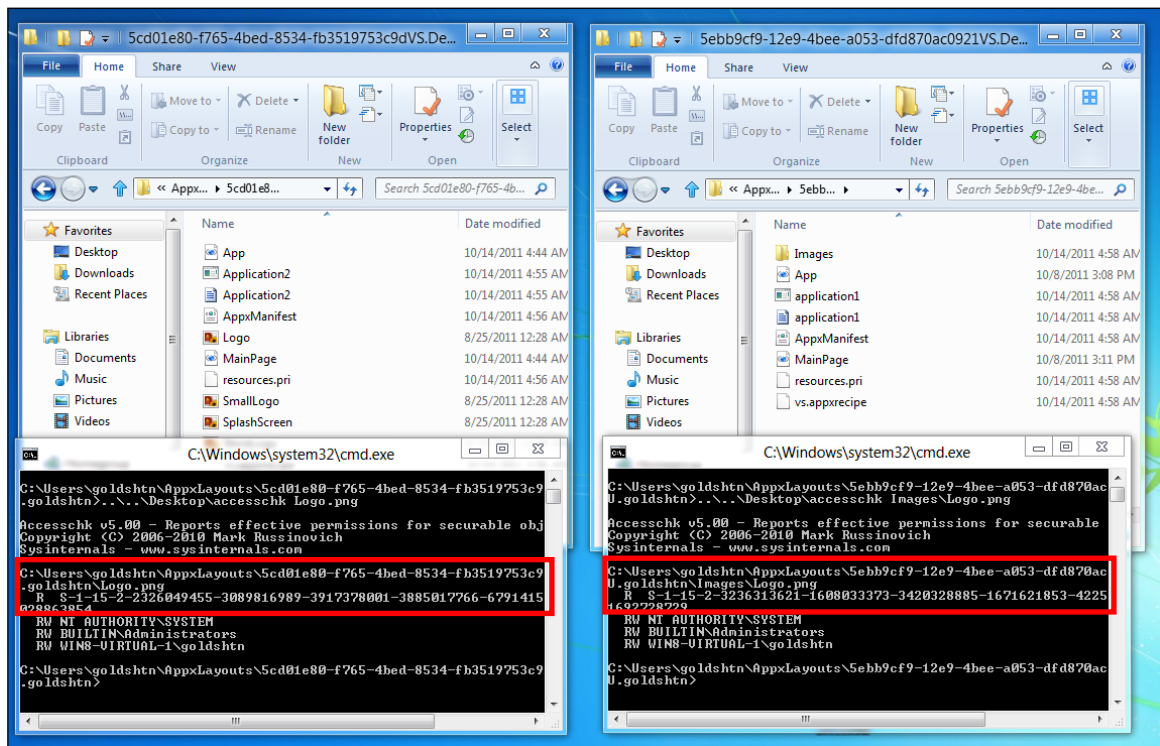 5cd01e80-f765-4bed-8534-fb3519753c9dVS.De...
File Home Share View
Copy Paste Move to Copy to Delete Rename New folder Properties Select
Clipboard Organize New Open
« Appx... 5cd01e8... Search 5cd01e80-f765-4b...
Name Date modified
Favorites
Desktop
Downloads
Recent Places
Libraries
Documents
Music
Pictures
Videos
App 10/14/2011 4:44 AM
Application2 10/14/2011 4:55 AM
Application2 10/14/2011 4:55 AM
AppxManifest 10/14/2011 4:56 AM
Logo 8/25/2011 12:28 AM
MainPage 10/14/2011 4:44 AM
resources.pri 10/14/2011 4:56 AM
SmallLogo 8/25/2011 12:28 AM
SplashScreen 8/25/2011 12:28 AM
C:\Windows\system32\cmd.exe
C:\Users\goldshtn\AppxLayouts\5cd01e80-f765-4bed-8534-fb3519753c9
.goldshtn>..\..\Desktop\accesschk Logo.png
Accesschk v5.00 - Reports effective permissions for securable obj
Copyright (C) 2006-2010 Mark Russinovich
Sysinternals - www.sysinternals.com
C:\Users\goldshtn\AppxLayouts\5cd01e80-f765-4bed-8534-fb3519753c9
.goldshtn\Logo.png
R S-1-15-2-2326049455-3089816989-3917378001-3885017766-6791415
028863854
RW NT AUTHORITY\SYSTEM
RW BUILTIN\Administrators
RW WIN8-VIRTUAL-1\goldshtn
C:\Users\goldshtn\AppxLayouts\5cd01e80-f765-4bed-8534-fb3519753c9
.goldshtn>
5ebb9cf9-12e9-4bee-a053-dfd870ac0921VS.De...
File Home Share View
Copy Paste Move to Copy to Delete Rename New folder Properties Select
Clipboard Organize New Open
« Appx... 5ebb... Search 5ebb9cf9-12e9-4be...
Name Date modified
Favorites
Desktop
Downloads
Recent Places
Libraries
Documents
Music
Pictures
Videos
Images 10/14/2011 4:58 AM
App 10/8/2011 3:08 PM
application1 10/14/2011 4:58 AM
application1 10/14/2011 4:58 AM
AppxManifest 10/14/2011 4:58 AM
MainPage 10/8/2011 3:11 PM
resources.pri 10/14/2011 4:58 AM
vs.appxrecipe 10/14/2011 4:58 AM
C:\Windows\system32\cmd.exe
C:\Users\goldshtn\AppxLayouts\5ebb9cf9-12e9-4bee-a053-dfd870ac
U.goldshtn>..\..\Desktop\accesschk Images\Logo.png
Accesschk v5.00 - Reports effective permissions for securable
Copyright (C) 2006-2010 Mark Russinovich
Sysinternals - www.sysinternals.com
C:\Users\goldshtn\AppxLayouts\5ebb9cf9-12e9-4bee-a053-dfd870ac
U.goldshtn\Images\Logo.png
R S-1-15-2-3236313621-1608033373-3420328885-1671621853-4225
1692728729
RW NT AUTHORITY\SYSTEM
RW BUILTIN\Administrators
RW WIN8-VIRTUAL-1\goldshtn
C:\Users\goldshtn\AppxLayouts\5ebb9cf9-12e9-4bee-a053-dfd870ac
U.goldshtn>